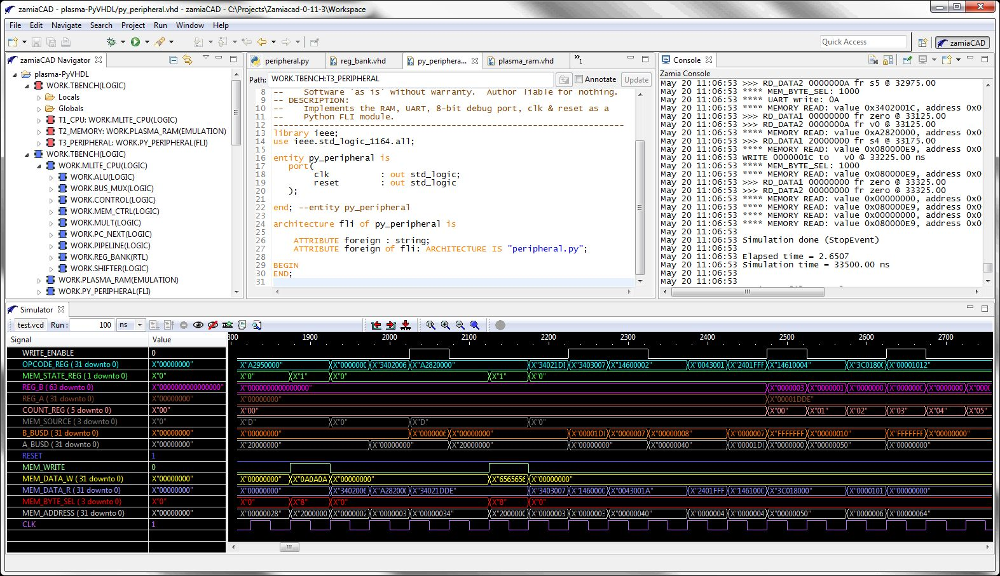 zamiaCAD - plasma-PyVHDL/py_peripheral.vhd - zamiaCAD - C:\Projects\Zamiacad-0-11-3\Workspace
File Edit Navigate Search Project Run Window Help
Quick Access
zamiaCAD
zamiaCAD Navigator
plasma-PyVHDL
WORK.TBENCH(LOGIC)
Locals
Globals
T1_CPU: WORK.MLITE_CPU(LOGIC)
T2_MEMORY: WORK.PLASMA_RAM(EMULATION)
T3_PERIPHERAL: WORK.PY_PERIPHERAL(FLI)
WORK.TBENCH(LOGIC)
WORK.MLITE_CPU(LOGIC)
WORK.ALU(LOGIC)
WORK.BUS_MUX(LOGIC)
WORK.CONTROL(LOGIC)
WORK.MEM_CTRL(LOGIC)
WORK.MULT(LOGIC)
WORK.PC_NEXT(LOGIC)
WORK.PIPELINE(LOGIC)
WORK.REG_BANK(RTL)
WORK.SHIFTER(LOGIC)
WORK.PLASMA_RAM(EMULATION)
WORK.PY_PERIPHERAL(FLI)
peripheral.py reg_bank.vhd py_periphera... plasma_ram.vhd »1
Path: WORK.TBENCH:T3_PERIPHERAL Annotate Update
8 -- Software 'as is' without warranty. Author liable for nothing.
9 -- DESCRIPTION:
10 -- Implements the RAM, UART, 8-bit debug port, clk & reset as a
11 -- Python FLI module.
12 ---------------------------------------------------------------------
13 library ieee;
14 use ieee.std_logic_1164.all;
15
16 entity py_peripheral is
17 port(
18 clk : out std_logic;
19 reset : out std_logic
20 );
21
22 end; --entity py_peripheral
23
24 architecture fli of py_peripheral is
25
26 ATTRIBUTE foreign : string;
27 ATTRIBUTE foreign of fli: ARCHITECTURE IS "peripheral.py";
28
29 BEGIN
30 END;
31
Console
Zamia Console
May 20 11:06:53 >>> RD_DATA2 0000000A fr s5 @ 32975.00
May 20 11:06:53 **** MEM_BYTE_SEL: 1000
May 20 11:06:53 **** UART write: 0A
May 20 11:06:53 **** MEMORY READ: value 0x3402001C, address 0x0
May 20 11:06:53 >>> RD_DATA1 00000000 fr zero @ 33125.00
May 20 11:06:53 >>> RD_DATA2 00000000 fr v0 @ 33125.00
May 20 11:06:53 **** MEMORY READ: value 0xA2820000, address 0x0
May 20 11:06:53 >>> RD_DATA1 20000000 fr s4 @ 33175.00
May 20 11:06:53 **** MEMORY READ: value 0x080000E9, address 0x0
May 20 11:06:53 WRITE 0000001C to v0 @ 33225.00 ns
May 20 11:06:53 **** MEM_BYTE_SEL: 1000
May 20 11:06:53 **** MEMORY READ: value 0x080000E9, address 0x0
May 20 11:06:53 >>> RD_DATA1 00000000 fr zero @ 33325.00
May 20 11:06:53 >>> RD_DATA2 00000000 fr zero @ 33325.00
May 20 11:06:53 **** MEMORY READ: value 0x00000000, address 0x0
May 20 11:06:53 **** MEMORY READ: value 0x080000E9, address 0x0
May 20 11:06:53 **** MEMORY READ: value 0x00000000, address 0x0
May 20 11:06:53 **** MEMORY READ: value 0x080000E9, address 0x0
May 20 11:06:53
May 20 11:06:53 Simulation done (StopEvent)
May 20 11:06:53
May 20 11:06:53 Elapsed time = 2.6507
May 20 11:06:53 Simulation time = 33500.00 ns
May 20 11:06:53
May 20 11:06:53
Simulator
test.vcd Run : 100 ns
Signal Value 1900 2000 2100 2200 2300 2400 2500 2600 2700
WRITE_ENABLE 0
OPCODE_REG ( 31 downto 0) X"00000000" X"A2950000" X"0000000 X"3402006 X"A2820000" X"34021DD X"3403007 X"14600002" X"0043001 X"2401FFF X"14610004" X"3C01800 X"00001012"
MEM_STATE_REG ( 1 downto 0) X"0" X"0" X"1" X"0" X"1" X"0"
REG_B ( 63 downto 0) X"0000000000000000" X"0000000000000000" X"0000003 X"0000001 X"0000000 X"000000C X"0000000 X"0000
REG_A ( 31 downto 0) X"00000000" X"00000000" X"00001DDE"
COUNT_REG ( 5 downto 0) X"00" X"00" X"00" X"01" X"02" X"03" X"04" X"05"
MEM_SOURCE ( 3 downto 0) X"0" X"D" X"0" X"D" X"0"
B_BUSD ( 31 downto 0) X"00000000" X"00000000" X"0000006 X"00000000" X"00001DI X"0000007 X"00000008" X"0000007 X"FFFFFFF X"00000010" X"FFFFFFF X"00000000"
A_BUSD ( 31 downto 0) X"00000000" X"20000000" X"00000000" X"20000000" X"00000000" X"00000040" X"00001DI X"0000000 X"00000050" X"00000000"
RESET 1
MEM_WRITE 0
MEM_DATA_W ( 31 downto 0) X"00000000" X"00000000" X"0A0A0A X"00000000" X"6565656 X"00000000"
MEM_DATA_R ( 31 downto 0) X"00000000" X"00000000" X"3402006 X"A282000 X"34021DDE" X"3403007 X"1460000 X"0043001A" X"2401FFF X"1461000 X"3C018000" X"0000101 X"00000000"
MEM_BYTE_SEL ( 3 downto 0) X"0" X"0" X"8" X"0" X"8" X"0"
MEM_ADDRESS ( 31 downto 0) X"00000000" X"00000028" X"2000000 X"0000002 X"0000003 X"00000034" X"2000000 X"0000003 X"0000003 X"00000040" X"0000004 X"0000004 X"00000050" X"0000006 X"00000064"
CLK 1